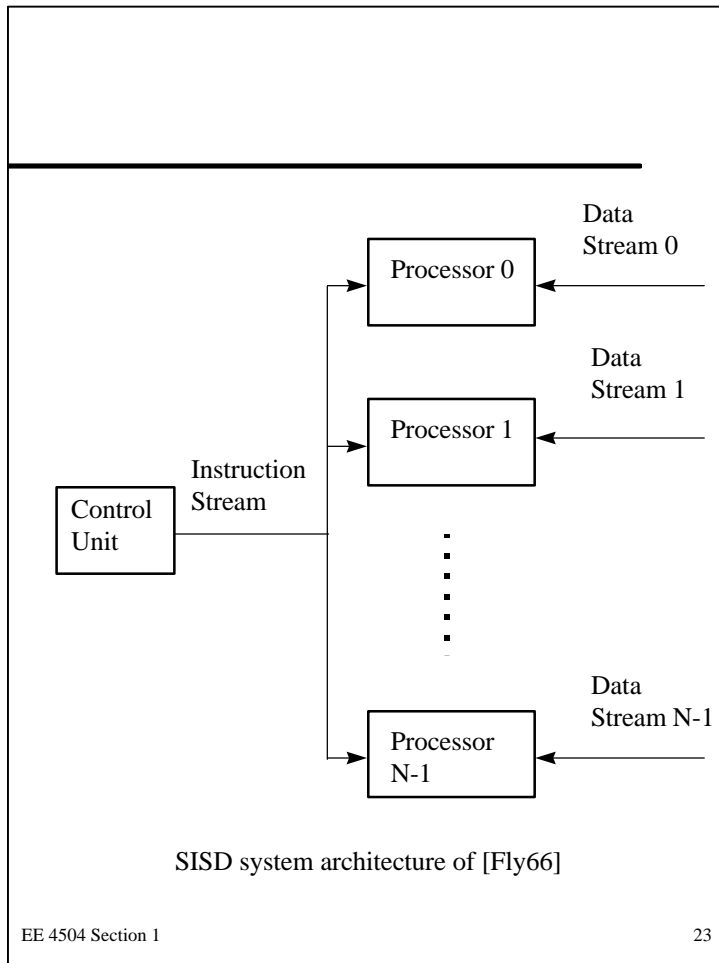 Data
Stream 0
Processor 0
Data
Stream 1
Processor 1
Instruction
Stream
Control
Unit
Data
Stream N-1
Processor
N-1
SISD system architecture of [Fly66]
EE 4504 Section 1
23